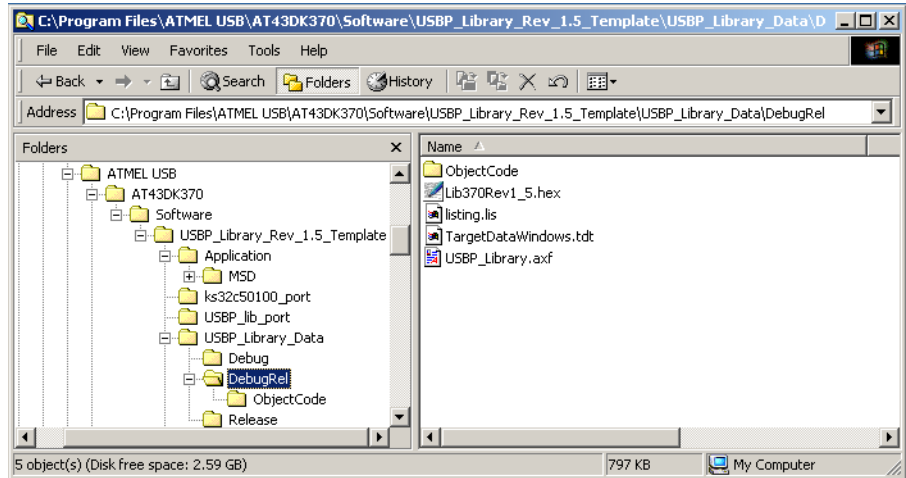 C:\Program Files\ATMEL USB\AT43DK370\Software\USBP_Library_Rev_1.5_Template\USBP_Library_Data\D
File Edit View Favorites Tools Help
Back Search Folders History
Address C:\Program Files\ATMEL USB\AT43DK370\Software\USBP_Library_Rev_1.5_Template\USBP_Library_Data\DebugRel
Folders
ATMEL USB
AT43DK370
Software
USBP_Library_Rev_1.5_Template
Application
MSD
ks32c50100_port
USBP_lib_port
USBP_Library_Data
Debug
DebugRel
ObjectCode
Release
Name
ObjectCode
Lib370Rev1_5.hex
listing.lis
TargetDataWindows.tdt
USBP_Library.axf
5 object(s) (Disk free space: 2.59 GB) 797 KB My Computer